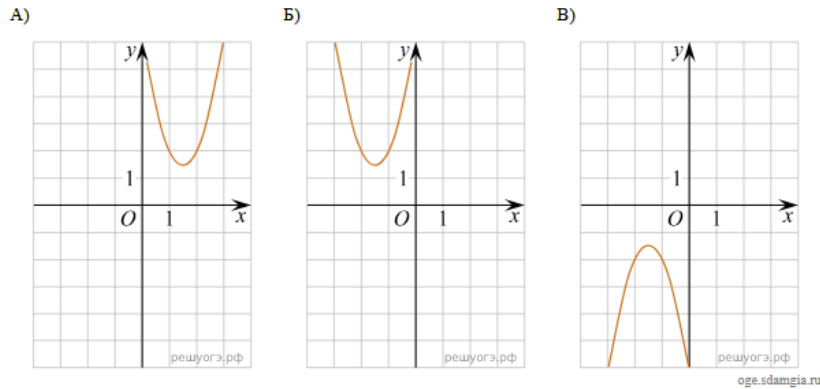 А) Б) В)
y y y
1 1 1
O 1 x O 1 x O 1 x
решуогэ.рф решуогэ.рф решуогэ.рф
oge.sdamgia.ru